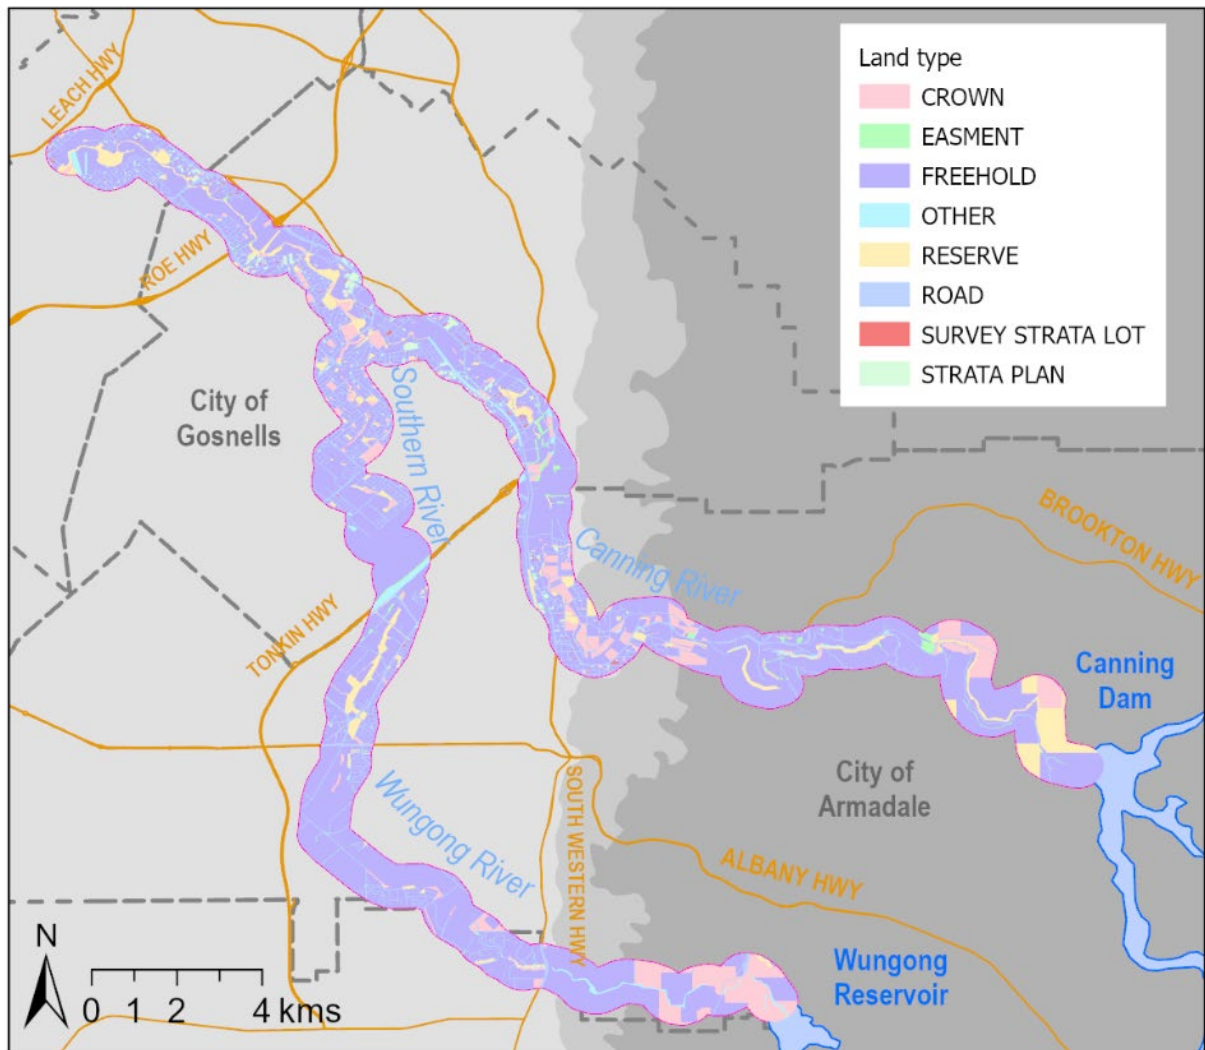 Land type
CROWN
EASMENT
FREEHOLD
OTHER
RESERVE
ROAD
SURVEY STRATA LOT
STRATA PLAN
LEACH HWY
ROE HWY
City of
Gosnells
Southern River
Canning River
BROOKTON HWY
TONKIN HWY
Canning
Dam
City of
Armadale
SOUTH WESTERN HWY
Wungong River
ALBANY HWY
Wungong
Reservoir
N
0 1 2 4 kms